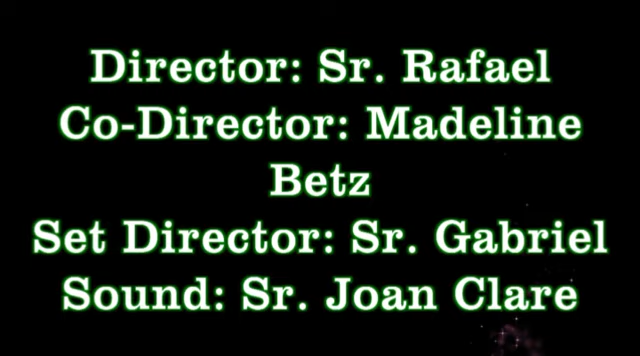 Director: Sr. Rafael
Co-Director: Madeline
Betz
Set Director: Sr. Gabriel
Sound: Sr. Joan Clare